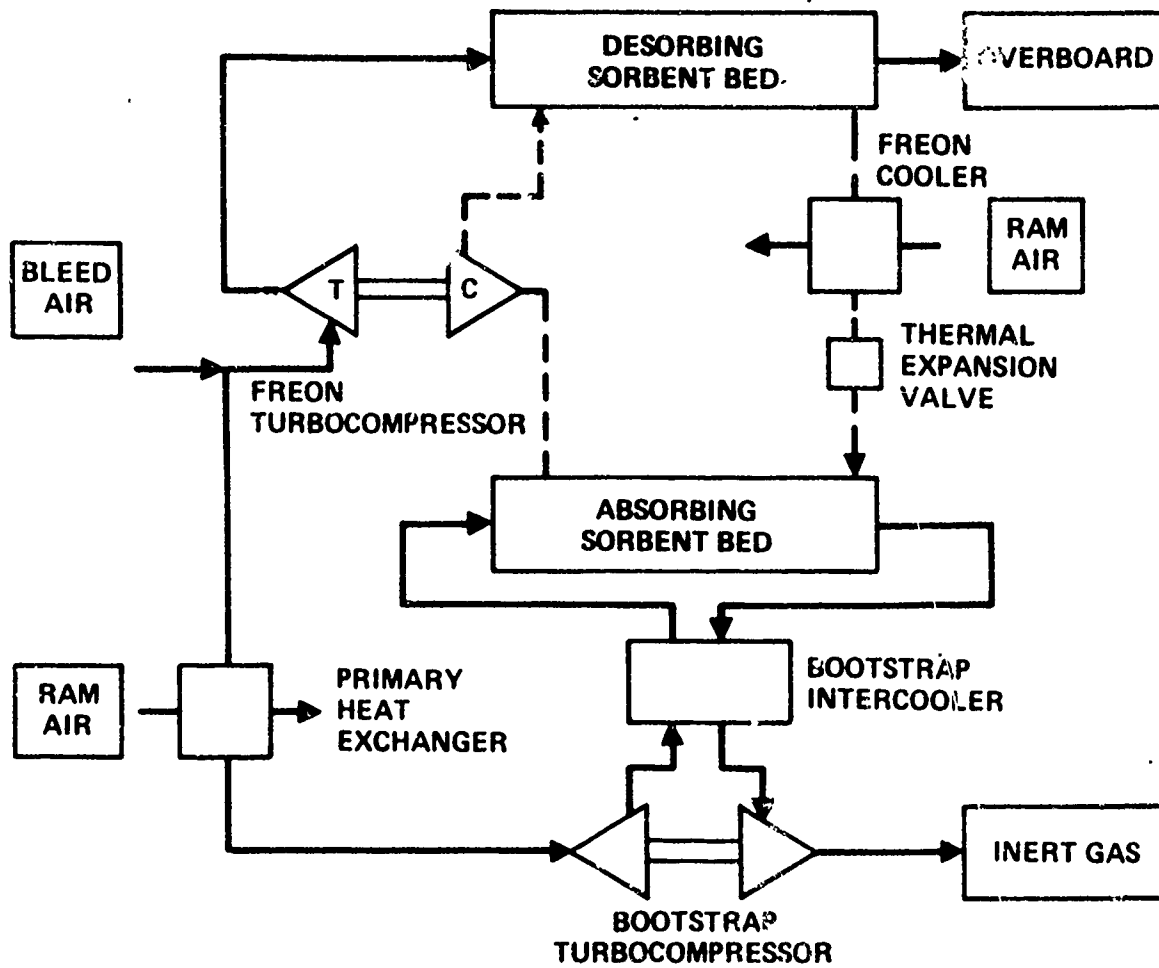 DESORBING
SORBENT BED
OVERBOARD
FREON
COOLER
BLEED
AIR
T
C
RAM
AIR
THERMAL
EXPANSION
VALVE
FREON
TURBOCOMPRESSOR
ABSORBING
SORBENT BED
RAM
AIR
PRIMARY
HEAT
EXCHANGER
BOOTSTRAP
INTERCOOLER
INERT GAS
BOOTSTRAP
TURBOCOMPRESSOR